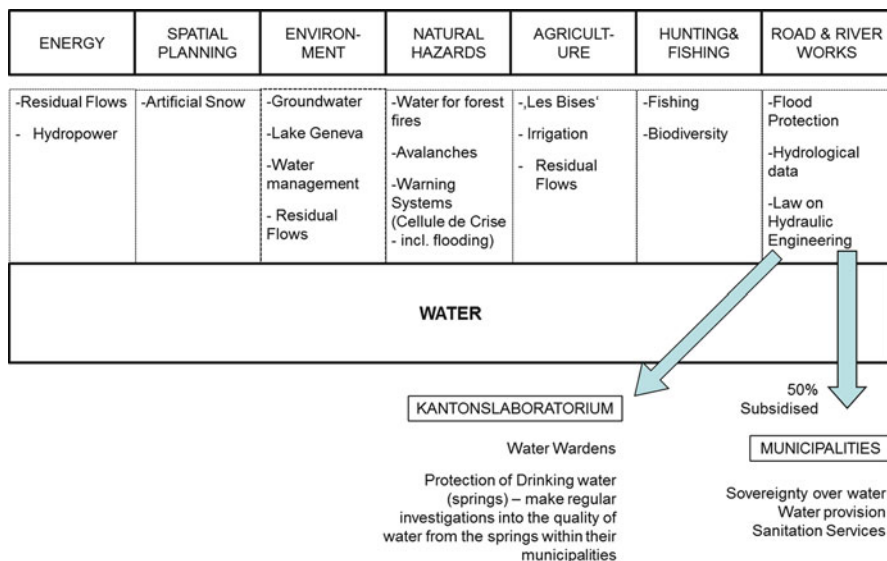 ENERGY
SPATIAL
PLANNING
ENVIRON-
MENT
NATURAL
HAZARDS
AGRICULT-
URE
HUNTING&
FISHING
ROAD & RIVER
WORKS
-Residual Flows
- Hydropower
-Artificial Snow
-Groundwater
-Lake Geneva
-Water
management
- Residual
Flows
-Water for forest
fires
-Avalanches
-Warning
Systems
(Cellule de Crise
- incl. flooding)
-‚Les Bises‘
- Irrigation
- Residual
Flows
-Fishing
-Biodiversity
-Flood
Protection
-Hydrological
data
-Law on
Hydraulic
Engineering
WATER
KANTONSLABORATORIUM
Water Wardens
Protection of Drinking water
(springs) – make regular
investigations into the quality of
water from the springs within their
municipalities
50%
Subsidised
MUNICIPALITIES
Sovereignty over water
Water provision
Sanitation Services